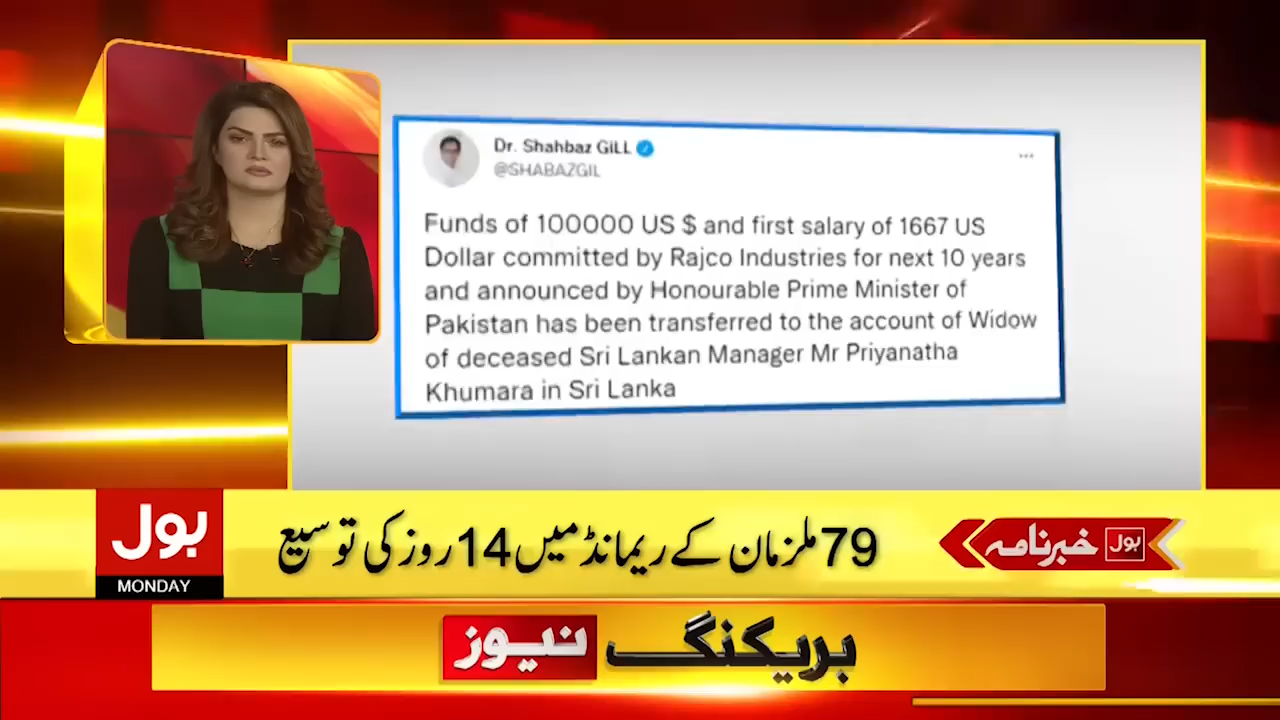 Dr. Shahbaz GiLL
@SHABAZGIL
Funds of 100000 US $ and first salary of 1667 US
Dollar committed by Rajco Industries for next 10 years
and announced by Honourable Prime Minister of
Pakistan has been transferred to the account of Widow
of deceased Sri Lankan Manager Mr Priyanatha
Khumara in Sri Lanka
بول
MONDAY
79 ملزمان کے ریمانڈ میں 14 روز کی توسیع
بول خبرنامہ
بریکنگ نیوز